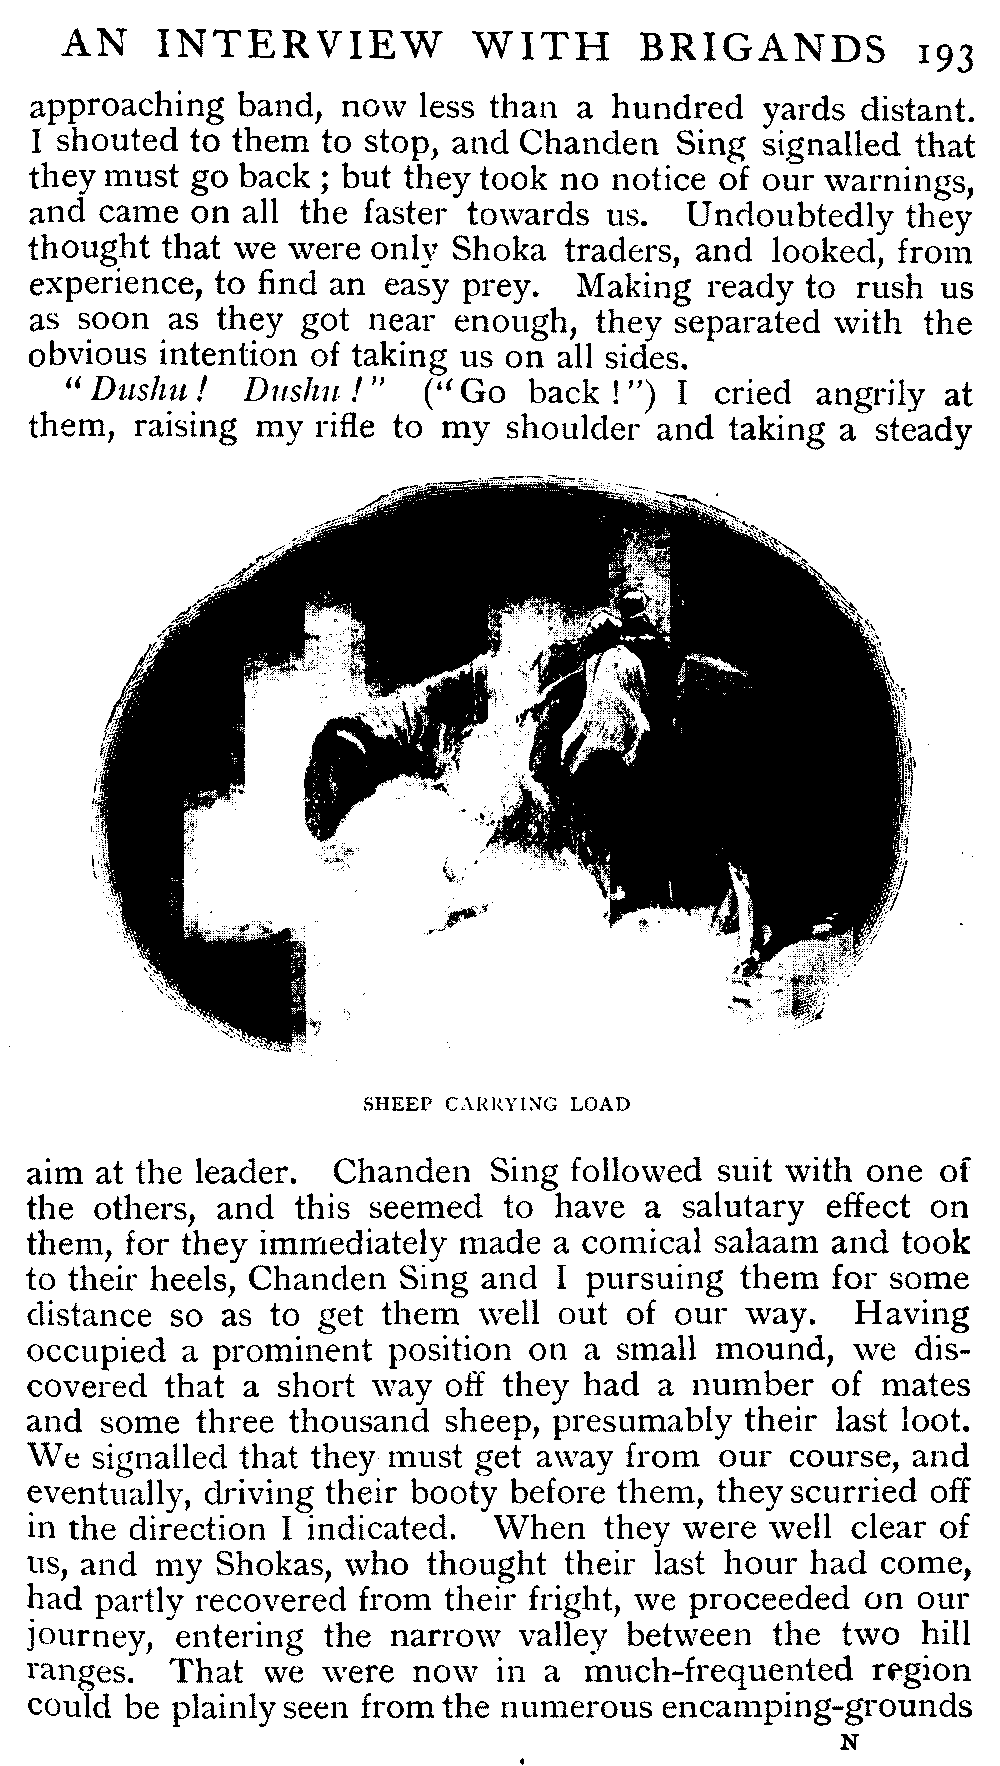 AN INTERVIEW WITH BRIGANDS 193
approaching band, now less than a hundred yards distant.
I shouted to them to stop, and Chanden Sing signalled that
they must go back ; but they took no notice of our warnings,
and came on all the faster towards us. Undoubtedly they
thought that we were only Shoka traders, and looked, from
experience, to find an easy prey. Making ready to rush us
as soon as they got near enough, they separated with the
obvious intention of taking us on all sides.
"Dushu! Dushu!" ("Go back!") I cried angrily at
them, raising my rifle to my shoulder and taking a steady
SHEEP CARRYING LOAD
aim at the leader. Chanden Sing followed suit with one of
the others, and this seemed to have a salutary effect on
them, for they immediately made a comical salaam and took
to their heels, Chanden Sing and I pursuing them for some
distance so as to get them well out of our way. Having
occupied a prominent position on a small mound, we dis-
covered that a short way off they had a number of mates
and some three thousand sheep, presumably their last loot.
We signalled that they must get away from our course, and
eventually, driving their booty before them, they scurried off
in the direction I indicated. When they were well clear of
us, and my Shokas, who thought their last hour had come,
had partly recovered from their fright, we proceeded on our
journey, entering the narrow valley between the two hill
ranges. That we were now in a much-frequented region
could be plainly seen from the numerous encamping-grounds
N